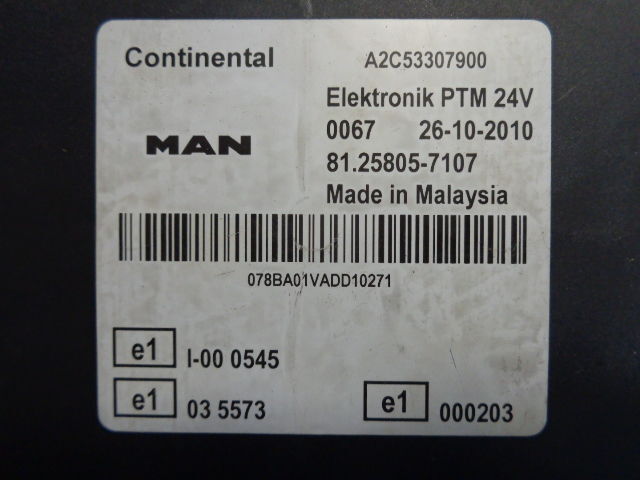 Continental A2C53307900
Elektronik PTM 24V
MAN 0067 26-10-2010
81.25805-7107
Made in Malaysia
078BA01VADD10271
e1 I-00 0545
e1 03 5573 e1 000203